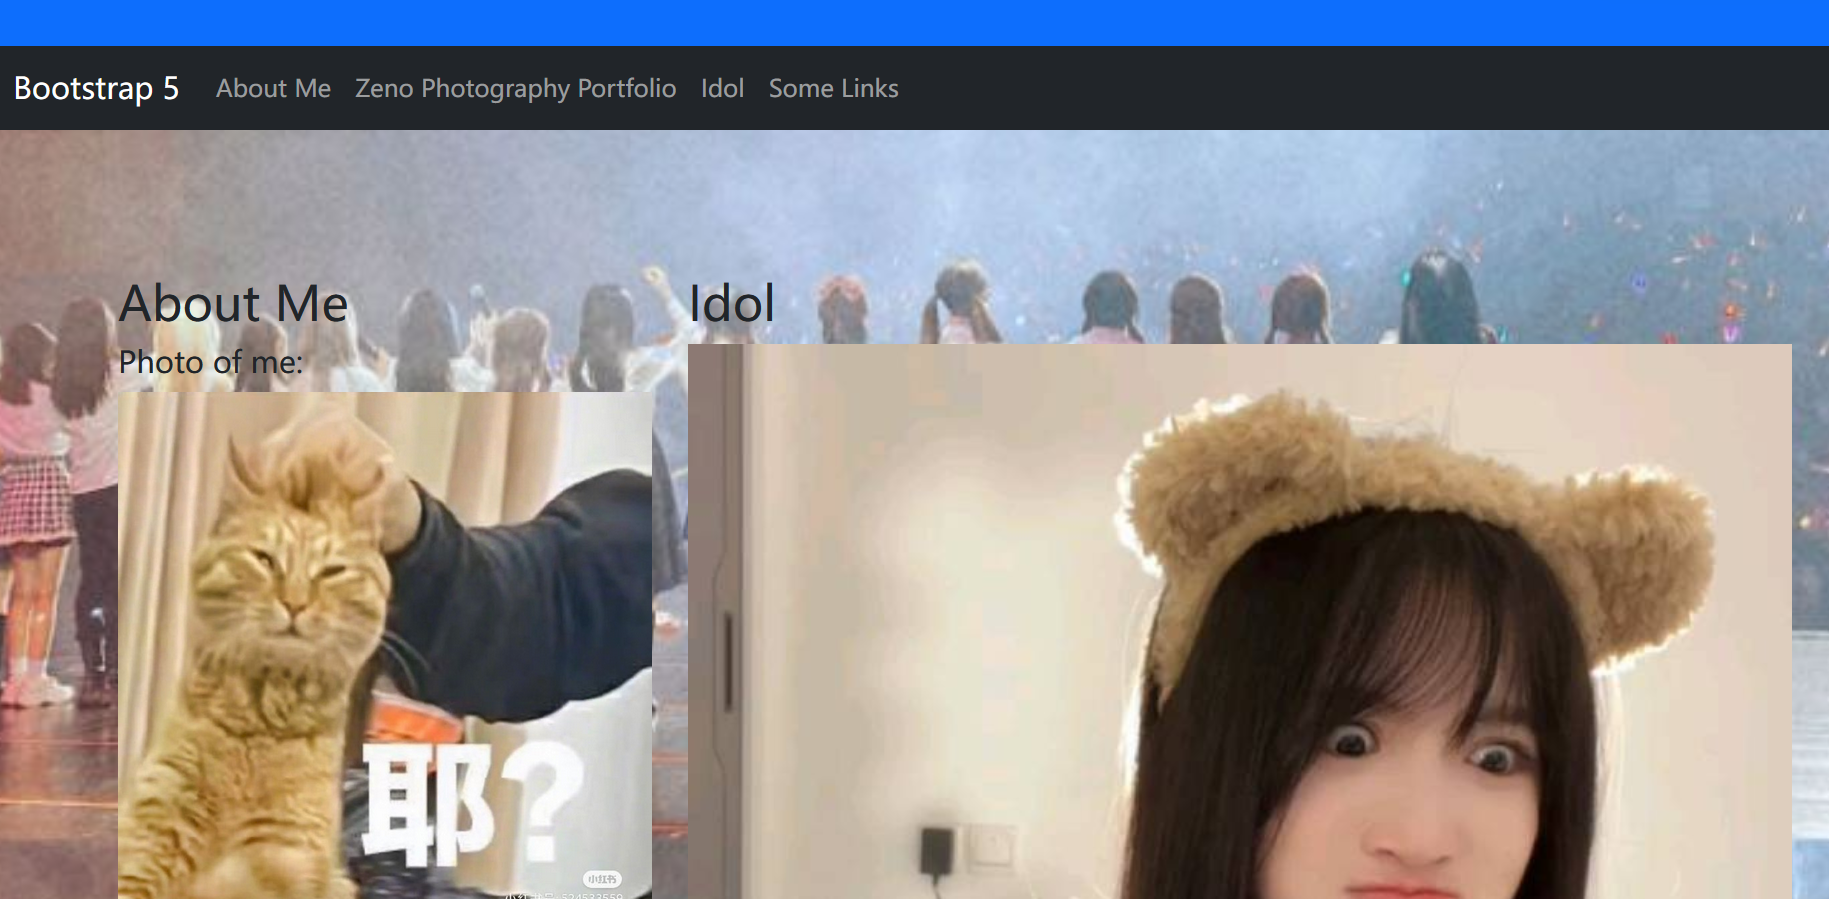 Bootstrap 5 About Me Zeno Photography Portfolio Idol Some Links
About Me
Photo of me:
耶?
小红书
Idol